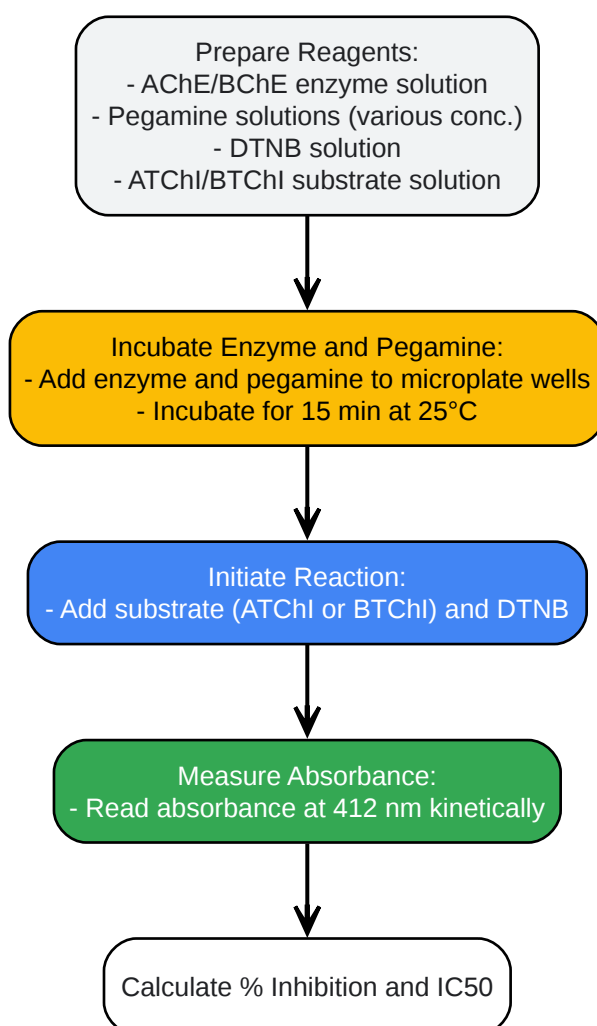 Prepare Reagents:
- AChE/BChE enzyme solution
- Pegamine solutions (various conc.)
- DTNB solution
- ATChI/BTChI substrate solution
Incubate Enzyme and Pegamine:
- Add enzyme and pegamine to microplate wells
- Incubate for 15 min at 25°C
Initiate Reaction:
- Add substrate (ATChI or BTChI) and DTNB
Measure Absorbance:
- Read absorbance at 412 nm kinetically
Calculate % Inhibition and IC50